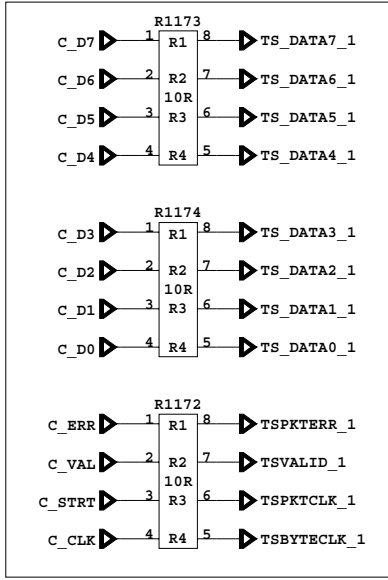 R1173
C_D7 1 R1 8 TS_DATA7_1
C_D6 2 R2 7 TS_DATA6_1
10R
C_D5 3 R3 6 TS_DATA5_1
C_D4 4 R4 5 TS_DATA4_1
R1174
C_D3 1 R1 8 TS_DATA3_1
C_D2 2 R2 7 TS_DATA2_1
10R
C_D1 3 R3 6 TS_DATA1_1
C_D0 4 R4 5 TS_DATA0_1
R1172
C_ERR 1 R1 8 TSPKTERR_1
C_VAL 2 R2 7 TSVALID_1
10R
C_STRT 3 R3 6 TSPKTCLK_1
C_CLK 4 R4 5 TSBYTECLK_1